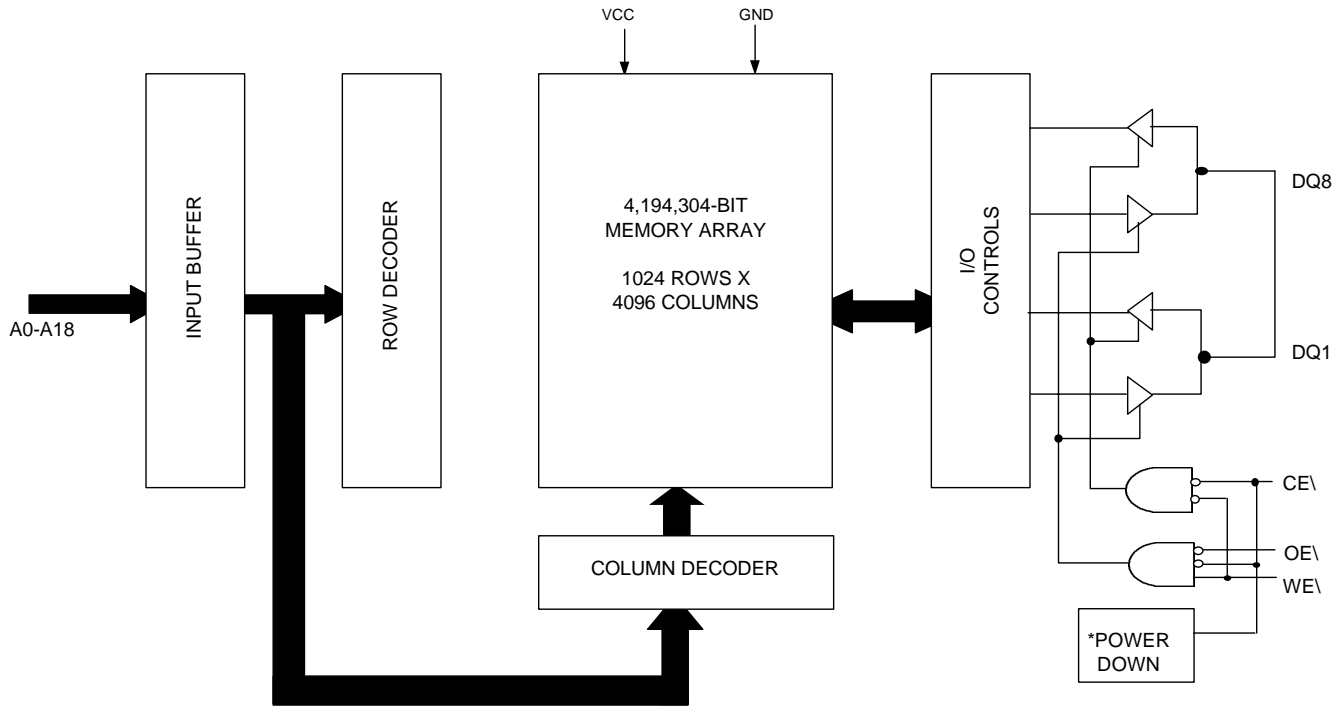 VCC
GND
INPUT BUFFER
ROW DECODER
4,194,304-BIT
MEMORY ARRAY
1024 ROWS X
4096 COLUMNS
I/O
CONTROLS
DQ8
A0-A18
DQ1
CE\
OE\
WE\
COLUMN DECODER
*POWER
DOWN